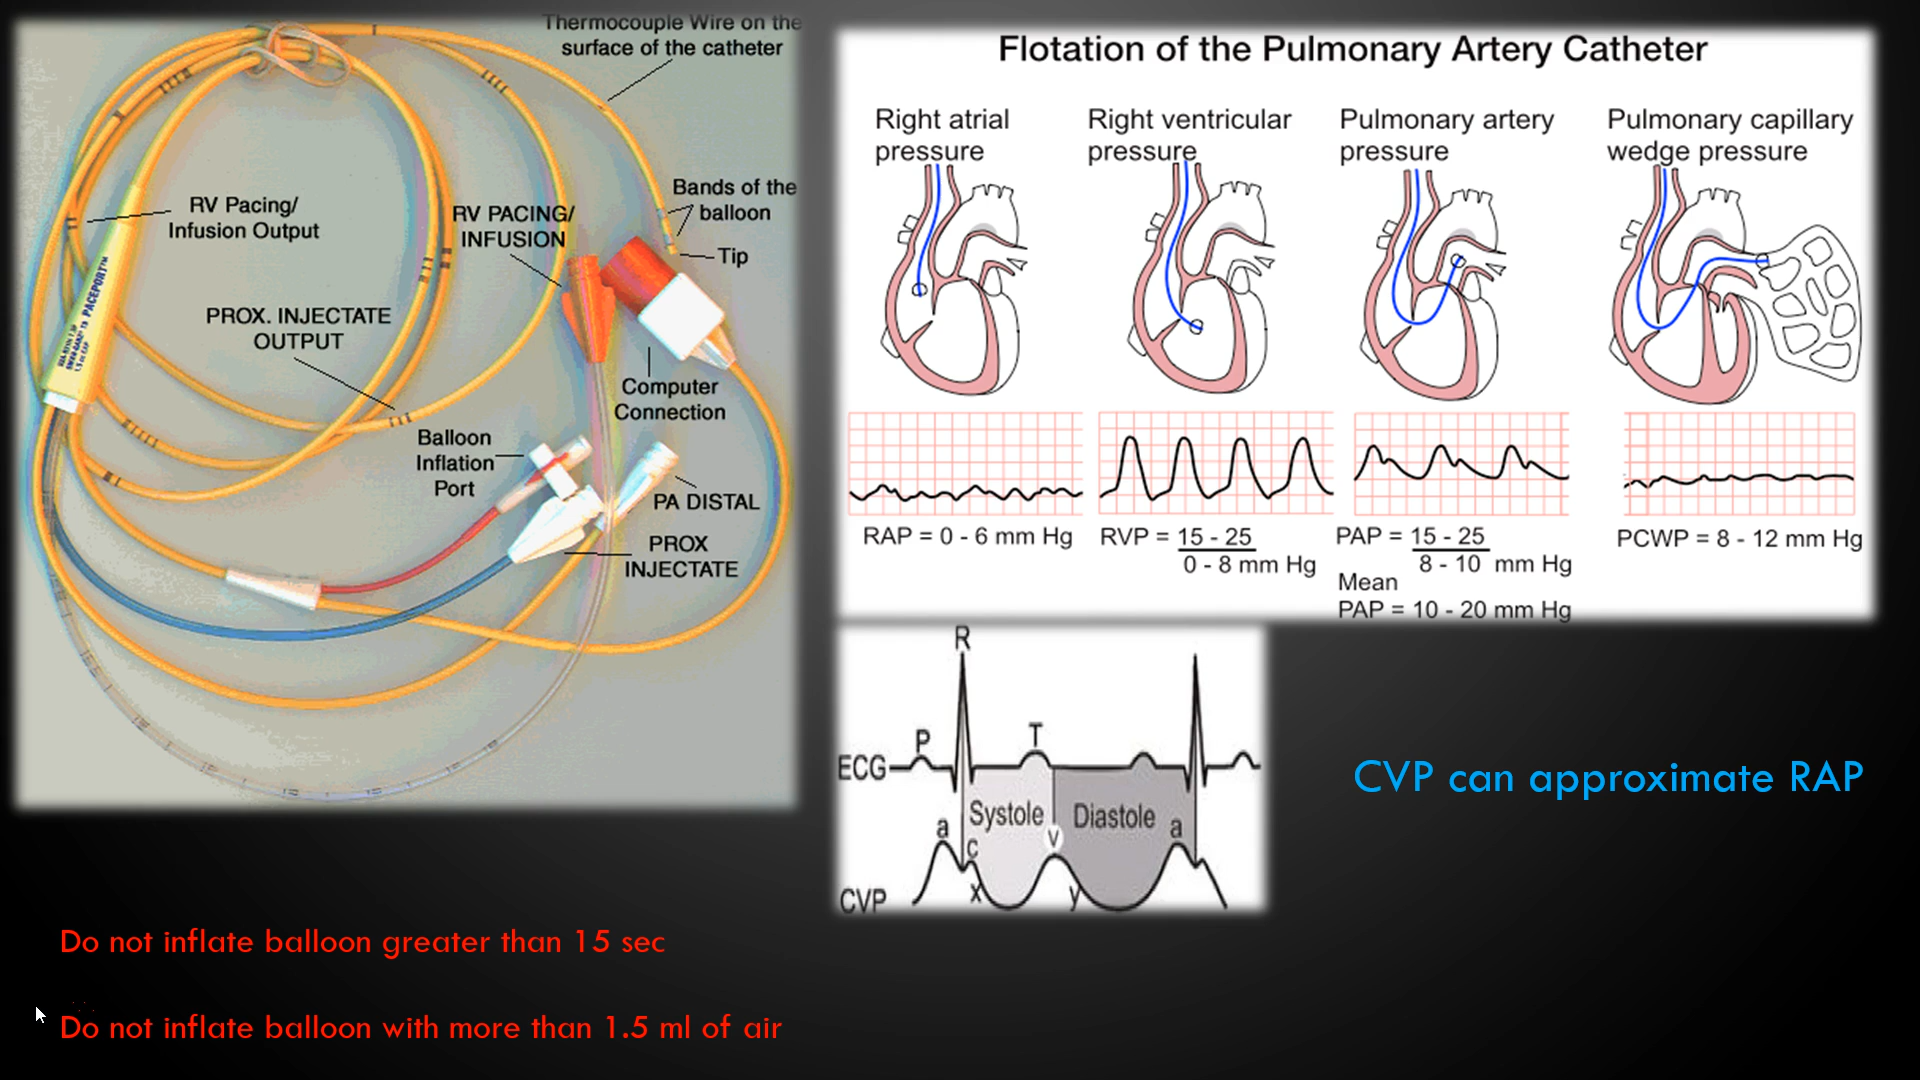 Thermocouple Wire on the
surface of the catheter
Bands of the
balloon
Tip
RV Pacing/
Infusion Output
RV PACING/
INFUSION
PACEPORT™
PROX. INJECTATE
OUTPUT
Computer
Connection
Balloon
Inflation
Port
PA DISTAL
PROX
INJECTATE
Flotation of the Pulmonary Artery Catheter
Right atrial
pressure
Right ventricular
pressure
Pulmonary artery
pressure
Pulmonary capillary
wedge pressure
RAP = 0 - 6 mm Hg
RVP = 15 - 25
0 - 8 mm Hg
PAP = 15 - 25
8 - 10 mm Hg
Mean
PAP = 10 - 20 mm Hg
PCWP = 8 - 12 mm Hg
R
P
T
ECG
Systole
Diastole
a
c
v
a
x
y
CVP
CVP can approximate RAP
Do not inflate balloon greater than 15 sec
Do not inflate balloon with more than 1.5 ml of air